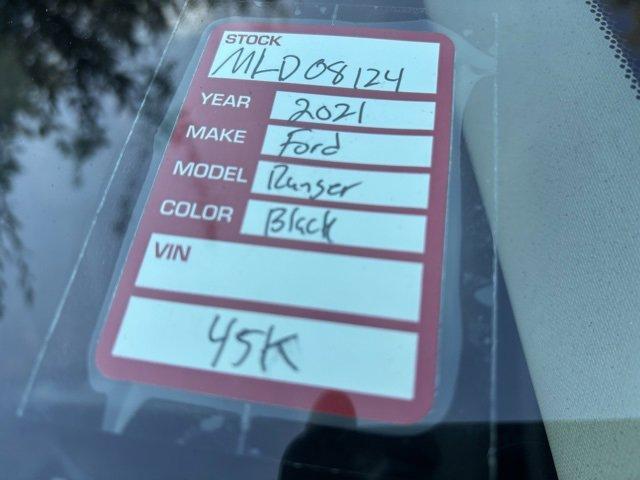 STOCK
MLD08124
YEAR 2021
MAKE Ford
MODEL Ranger
COLOR Black
VIN
45K